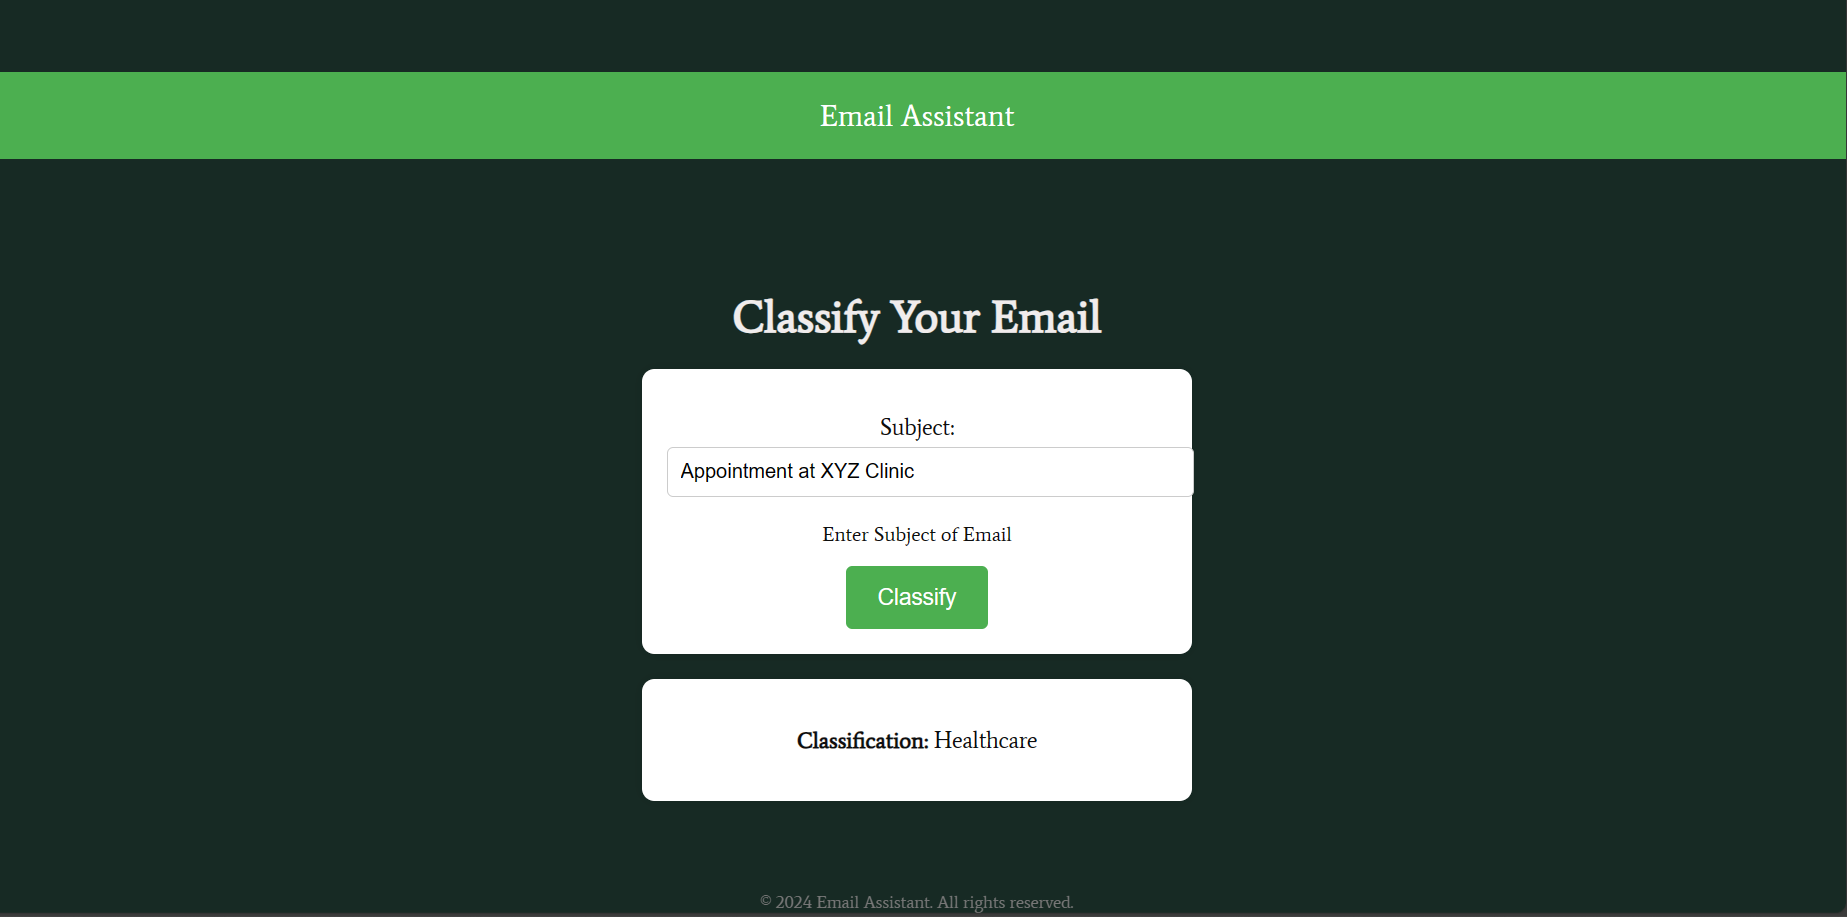 Email Assistant
Classify Your Email
Subject:
Appointment at XYZ Clinic
Enter Subject of Email
Classify
Classification: Healthcare
© 2024 Email Assistant. All rights reserved.